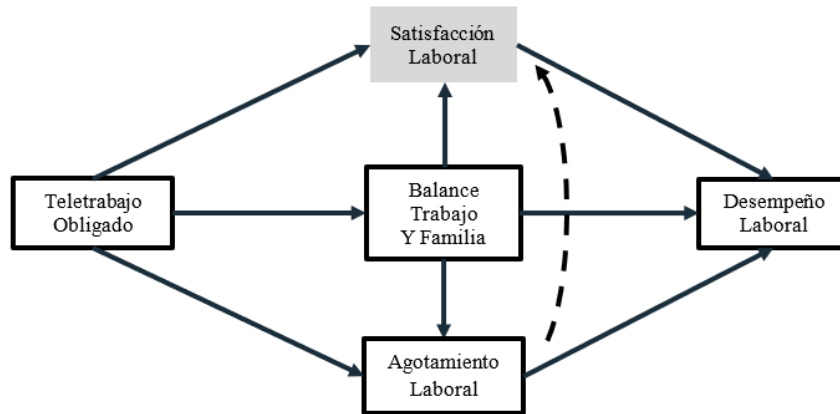 Satisfacción
Laboral
Teletrabajo
Obligado
Balance
Trabajo
Y Familia
Desempeño
Laboral
Agotamiento
Laboral